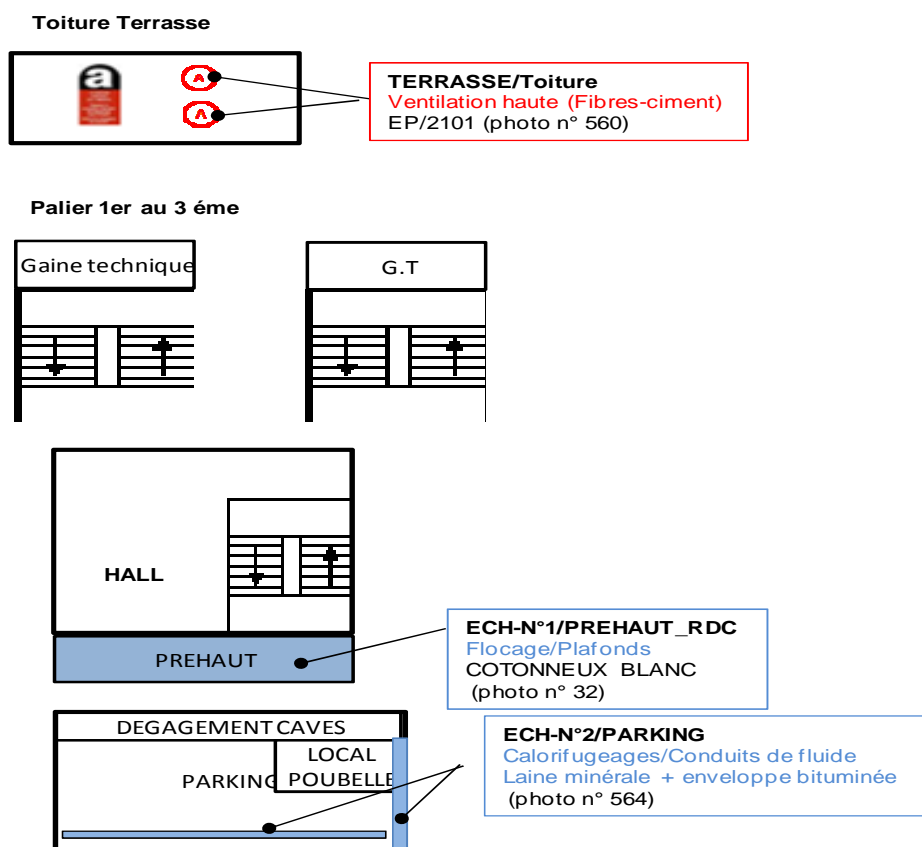 Toiture Terrasse
a
A
A
TERRASSE/Toiture
Ventilation haute (Fibres-ciment)
EP/2101 (photo n° 560)
Palier 1er au 3 éme
Gaine technique
G.T
HALL
PREHAUT
ECH-N°1/PREHAUT_RDC
Flocage/Plafonds
COTONNEUX BLANC
(photo n° 32)
DEGAGEMENT CAVES
LOCAL
POUBELLE
PARKING
ECH-N°2/PARKING
Calorifugeages/Conduits de fluide
Laine minérale + enveloppe bituminée
(photo n° 564)